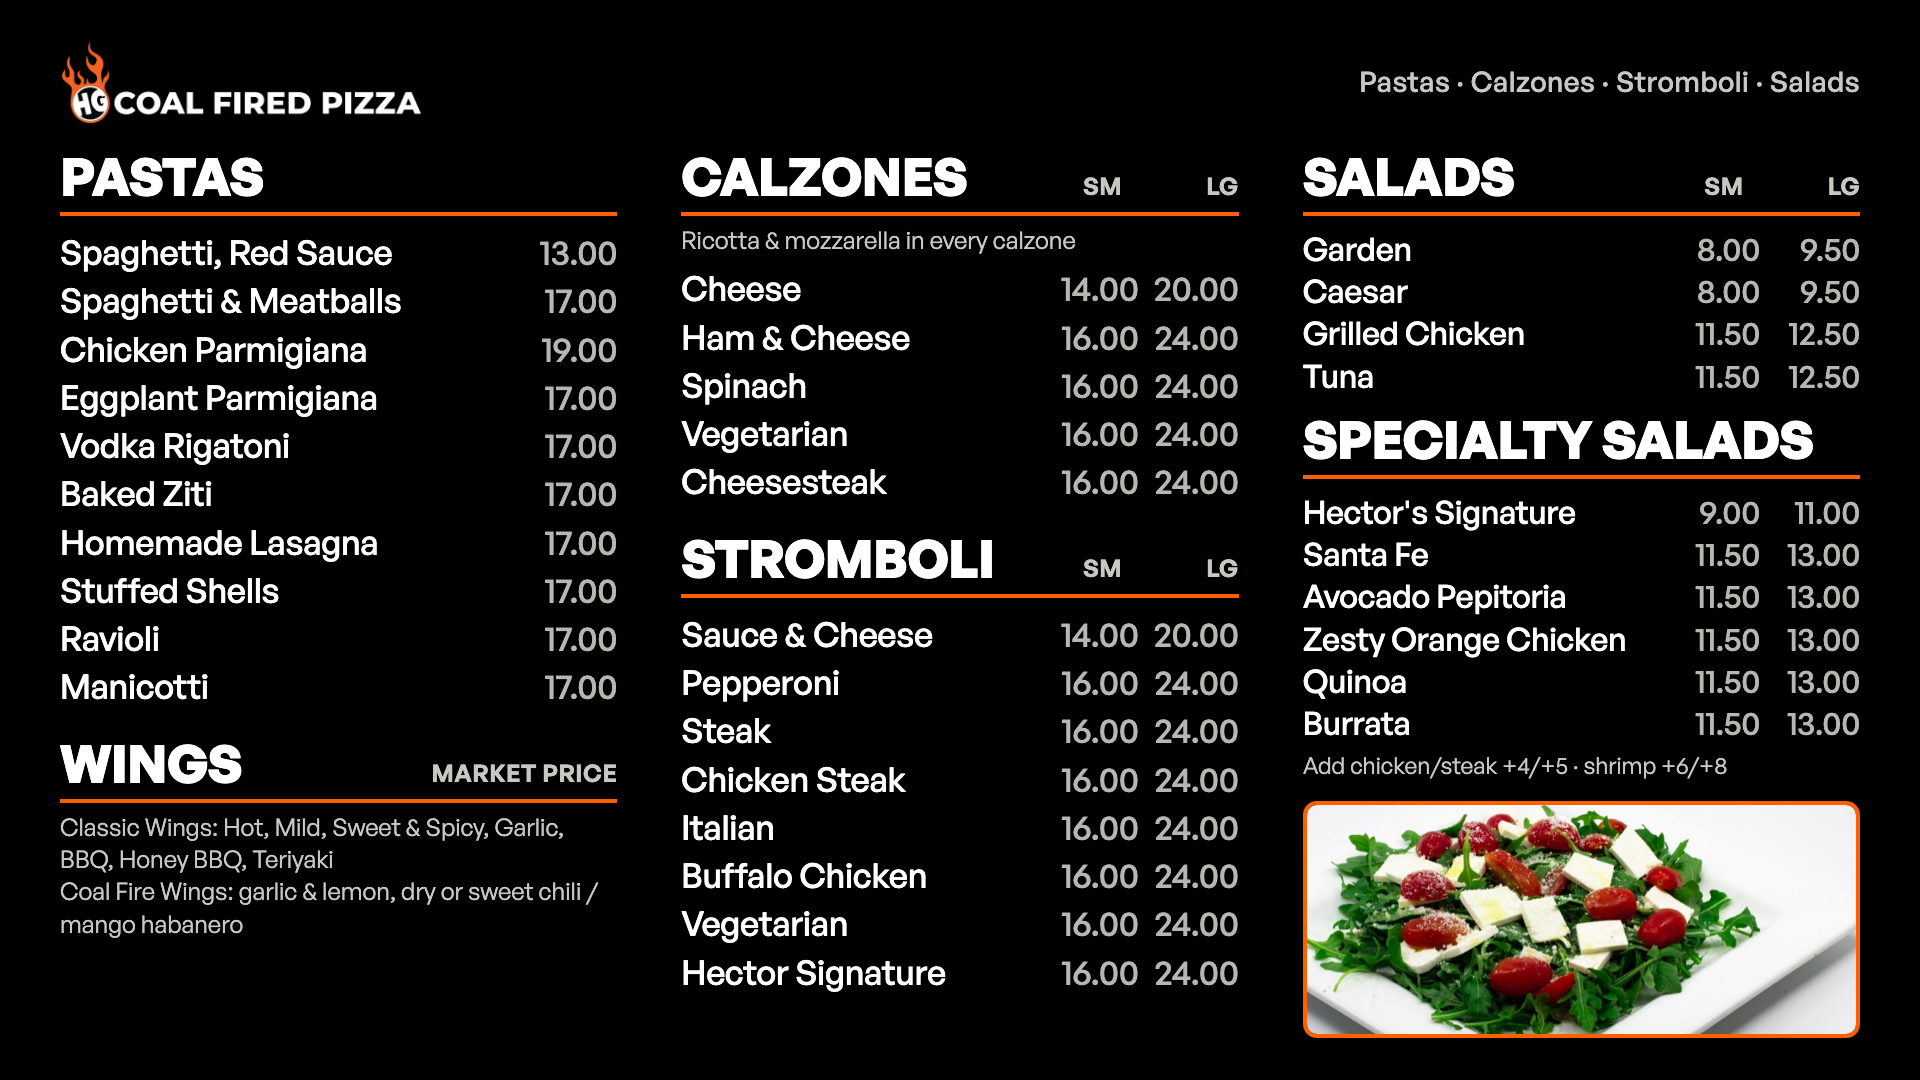 HG COAL FIRED PIZZA
Pastas · Calzones · Stromboli · Salads
PASTAS
Spaghetti, Red Sauce 13.00
Spaghetti & Meatballs 17.00
Chicken Parmigiana 19.00
Eggplant Parmigiana 17.00
Vodka Rigatoni 17.00
Baked Ziti 17.00
Homemade Lasagna 17.00
Stuffed Shells 17.00
Ravioli 17.00
Manicotti 17.00
WINGS MARKET PRICE
Classic Wings: Hot, Mild, Sweet & Spicy, Garlic,
BBQ, Honey BBQ, Teriyaki
Coal Fire Wings: garlic & lemon, dry or sweet chili /
mango habanero
CALZONES SM LG
Ricotta & mozzarella in every calzone
Cheese 14.00 20.00
Ham & Cheese 16.00 24.00
Spinach 16.00 24.00
Vegetarian 16.00 24.00
Cheesesteak 16.00 24.00
STROMBOLI SM LG
Sauce & Cheese 14.00 20.00
Pepperoni 16.00 24.00
Steak 16.00 24.00
Chicken Steak 16.00 24.00
Italian 16.00 24.00
Buffalo Chicken 16.00 24.00
Vegetarian 16.00 24.00
Hector Signature 16.00 24.00
SALADS SM LG
Garden 8.00 9.50
Caesar 8.00 9.50
Grilled Chicken 11.50 12.50
Tuna 11.50 12.50
SPECIALTY SALADS
Hector's Signature 9.00 11.00
Santa Fe 11.50 13.00
Avocado Pepitoria 11.50 13.00
Zesty Orange Chicken 11.50 13.00
Quinoa 11.50 13.00
Burrata 11.50 13.00
Add chicken/steak +4/+5 · shrimp +6/+8